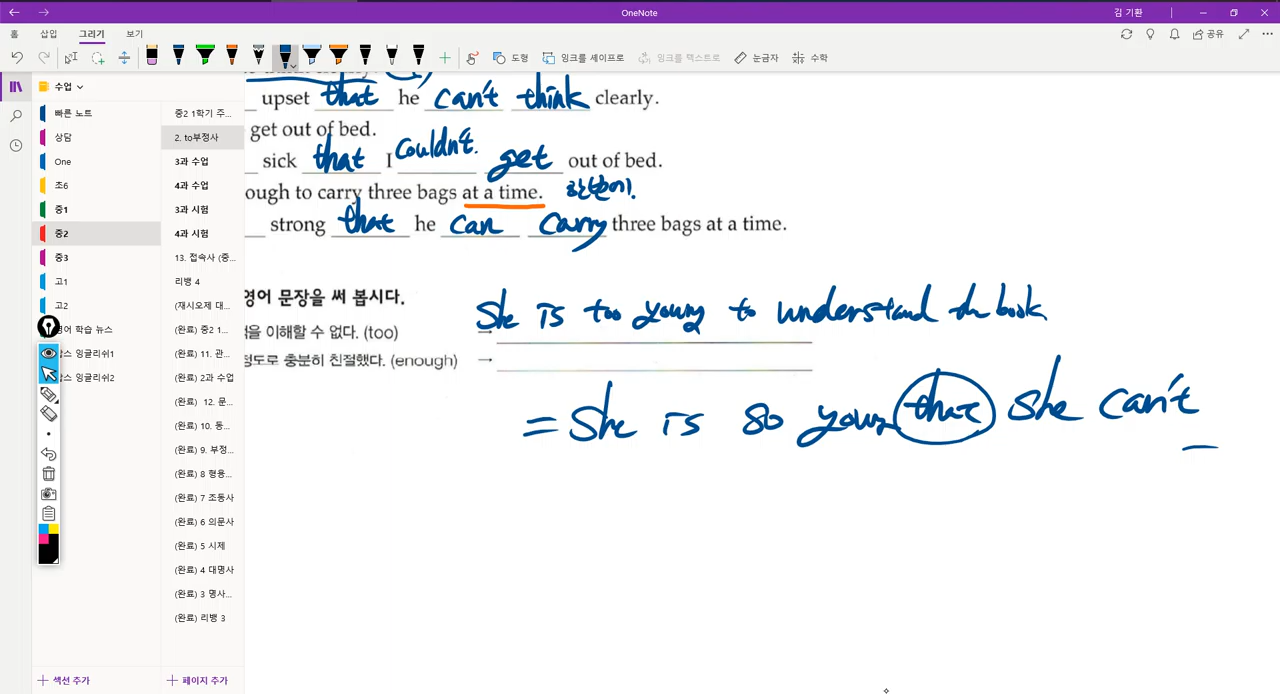 OneNote
김 기환
홈 삽입 그리기 보기
공유
도형 잉크를 셰이프로 잉크를 텍스트로 눈금자 수학
수업
빠른 노트
상담
One
초6
중1
중2
중3
고1
고2
영어 학습 뉴스
스 잉글리쉬1
스 잉글리쉬2
섹션 추가
중2 1학기 주...
2. to부정사
3과 수업
4과 수업
3과 시험
4과 시험
13. 접속사 (중...
리뱅 4
(재시오제 대...
(완료) 중2 1...
(완료) 11. 관...
(완료) 2과 수업
(완료) 12. 문...
(완료) 10. 동...
(완료) 9. 부정...
(완료) 8 형용...
(완료) 7 조동사
(완료) 6 의문사
(완료) 5 시제
(완료) 4 대명사
(완료) 3 명사...
(완료) 리뱅 3
페이지 추가
upset that he can't think clearly.
get out of bed.
sick that I couldn't get out of bed.
ough to carry three bags at a time. 한번에.
strong that he can carry three bags at a time.
영어 문장을 써 봅시다.
She is too young to understand the book
을 이해할 수 없다. (too) →
정도로 충분히 친절했다. (enough) →
= She is so young that she can't